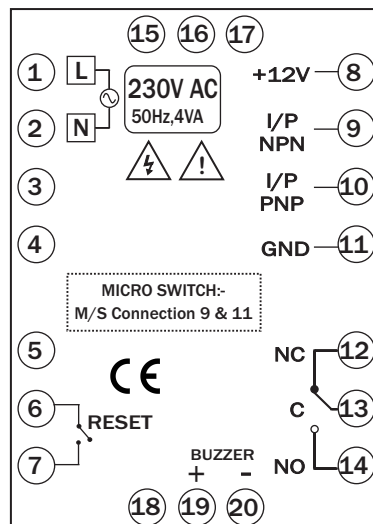 15 16 17
1 L
230V AC
50Hz,4VA
+12V 8
2 N
I/P
NPN 9
3
I/P
PNP 10
4
GND 11
MICRO SWITCH:-
M/S Connection 9 & 11
5
CE
NC 12
6
RESET
C 13
7
BUZZER
+ -
NO 14
18 19 20